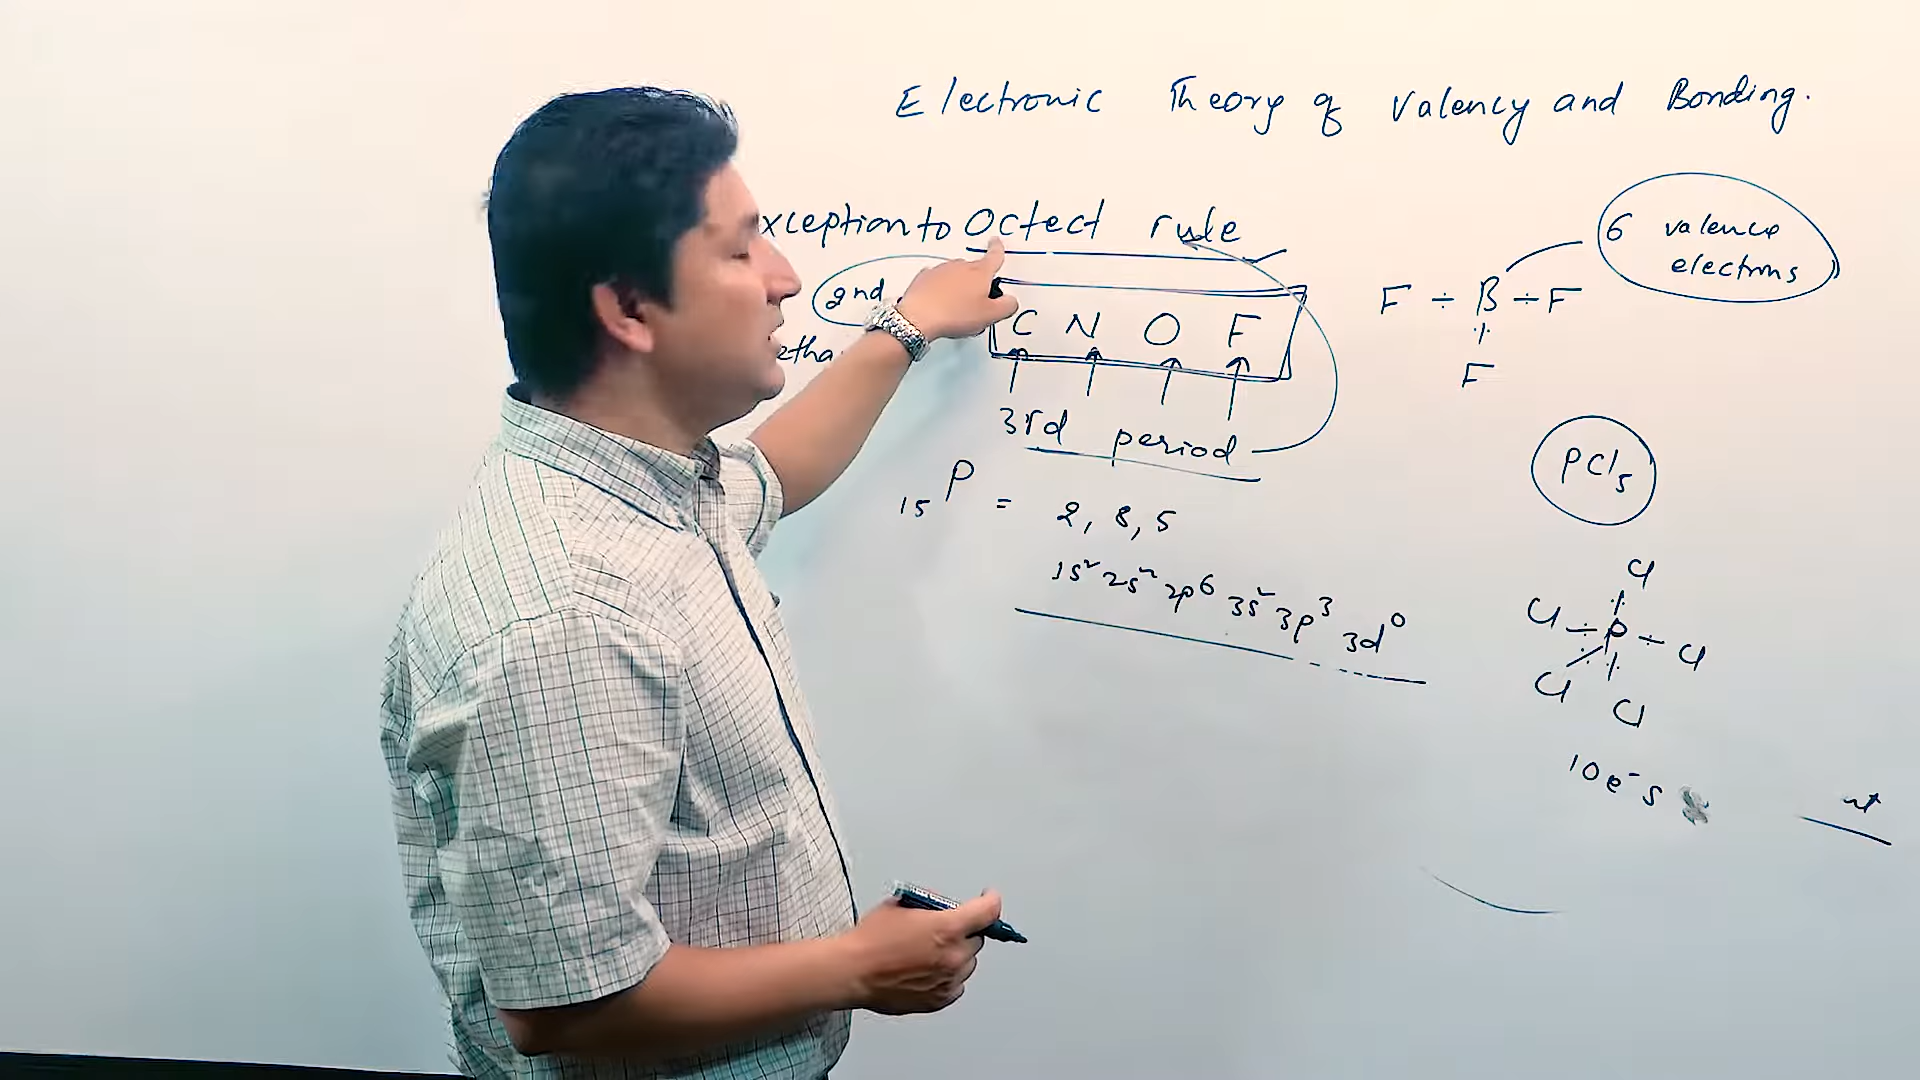 Electronic Theory of Valency and Bonding.
xception to Octect rule
2nd
C N O F
3rd period
15 P = 2, 8, 5
1s² 2s² 2p⁶ 3s² 3p³ 3d⁰
6 valence
electrons
F ÷ B ÷ F
F
PCl₅
Cl
Cl P Cl
Cl Cl
10 e⁻s